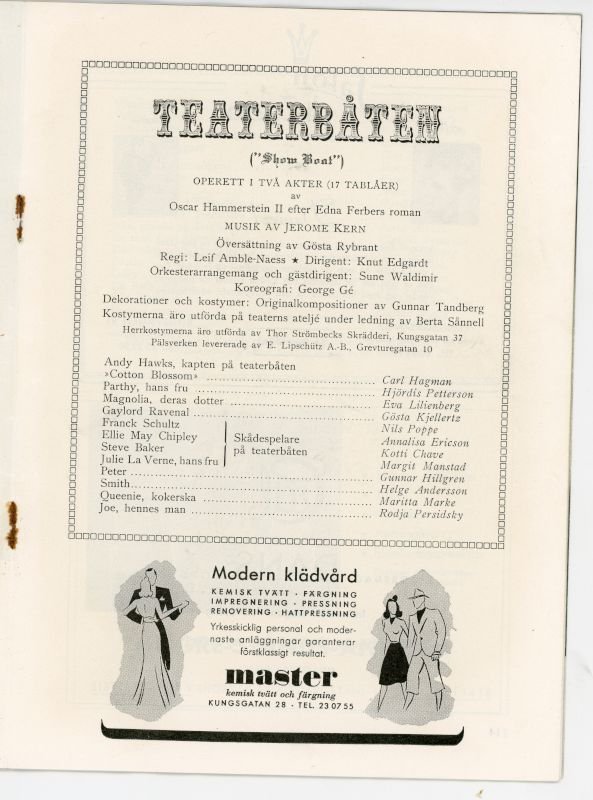 TEATERBÅTEN
("Show Boat")
OPERETT I TVÅ AKTER (17 TABLÅER)
av
Oscar Hammerstein II efter Edna Ferbers roman
MUSIK AV JEROME KERN
Översättning av Gösta Rybrant
Regi: Leif Amble-Naess ★ Dirigent: Knut Edgardt
Orkesterarrangemang och gästdirigent: Sune Waldimir
Koreografi: George Gé
Dekorationer och kostymer: Originalkompositioner av Gunnar Tandberg
Kostymerna äro utförda på teaterns ateljé under ledning av Berta Sånnell
Herrkostymerna äro utförda av Thor Strömbecks Skrädderi, Kungsgatan 37
Pälsverken levererade av E. Lipschütz A.-B., Grevturegatan 10
Andy Hawks, kapten på teaterbåten
»Cotton Blossom» ........ Carl Hagman
Parthy, hans fru ........ Hjördis Petterson
Magnolia, deras dotter ........ Eva Lilienberg
Gaylord Ravenal ........ Gösta Kjellertz
Franck Schultz Nils Poppe
Ellie May Chipley Skådespelare Annalisa Ericson
Steve Baker på teaterbåten Kotti Chave
Julie La Verne, hans fru Margit Manstad
Peter ........ Gunnar Hillgren
Smith ........ Helge Andersson
Queenie, kokerska ........ Maritta Marke
Joe, hennes man ........ Rodja Persidsky
Modern klädvård
KEMISK TVÄTT · FÄRGNING
IMPREGNERING · PRESSNING
RENOVERING · HATTPRESSNING
Yrkesskicklig personal och moder-
naste anläggningar garanterar
förstklassigt resultat.
master
kemisk tvätt och färgning
KUNGSGATAN 28 · TEL. 23 07 55